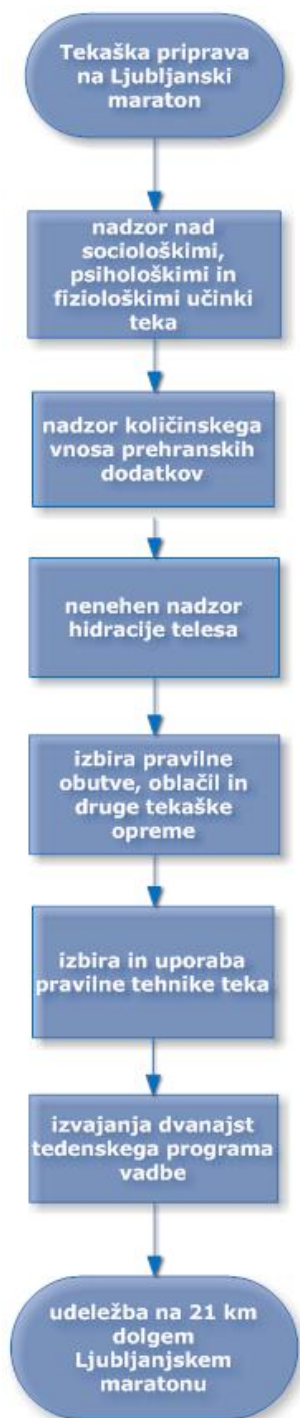 Tekaška priprava
na Ljubljanski
maraton
nadzor nad
sociološkimi,
psihološkimi in
fiziološkimi učinki
teka
nadzor količinskega
vnosa prehranskih
dodatkov
nenehen nadzor
hidracije telesa
izbira pravilne
obutve, oblačil in
druge tekaške
opreme
izbira in uporaba
pravilne tehnike teka
izvajanja dvanajst
tedenskega programa
vadbe
udeležba na 21 km
dolgem
Ljubljanjskem
maratonu